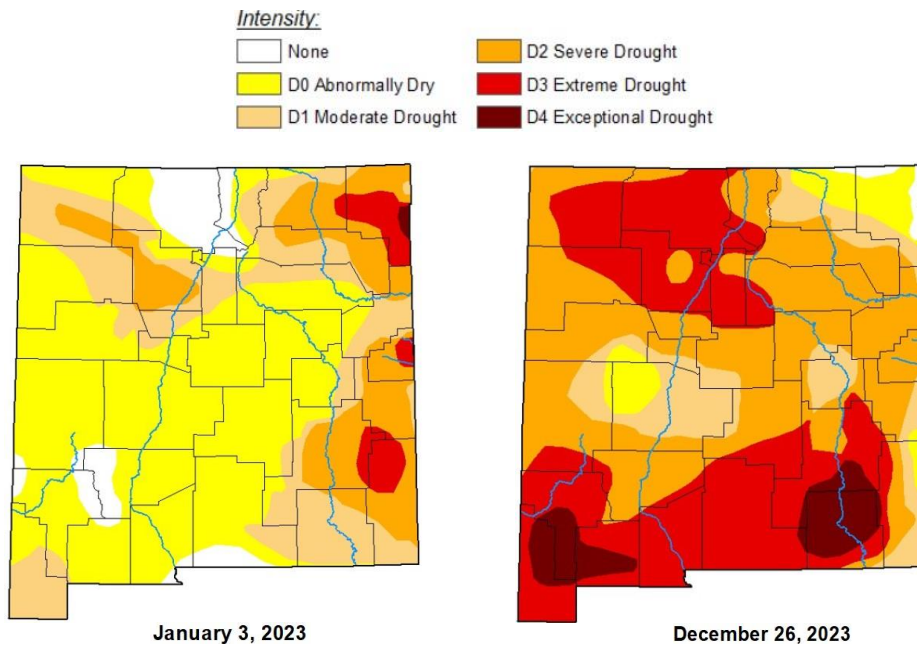 Intensity:
None
D0 Abnormally Dry
D1 Moderate Drought
D2 Severe Drought
D3 Extreme Drought
D4 Exceptional Drought
January 3, 2023
December 26, 2023